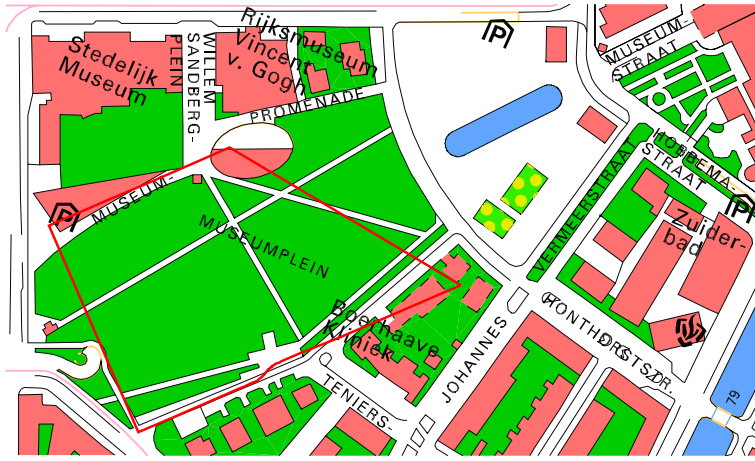 Stedelijk
Museum
WILLEM
SANDBERG-
PLEIN
Rijksmuseum
Vincent
v. Gogh
PROMENADE
P
MUSEUM-
STRAAT
HOBBEMA-
STRAAT
P
P
MUSEUM-
MUSEUMPLEIN
VERMEERSTRAAT
Zuider-
bad
Boerhaave
Kliniek
JOHANNES
HONTHORSTSTR.
TENIERS-
79